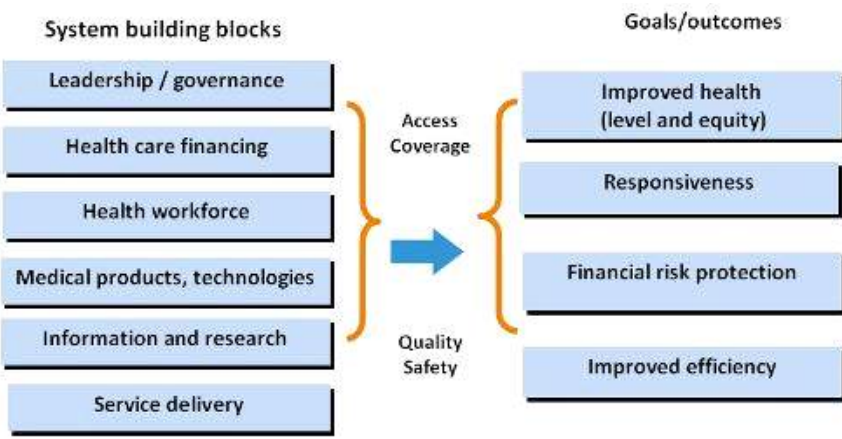 System building blocks
Leadership / governance
Health care financing
Health workforce
Medical products, technologies
Information and research
Service delivery
Access
Coverage
Quality
Safety
Goals/outcomes
Improved health
(level and equity)
Responsiveness
Financial risk protection
Improved efficiency